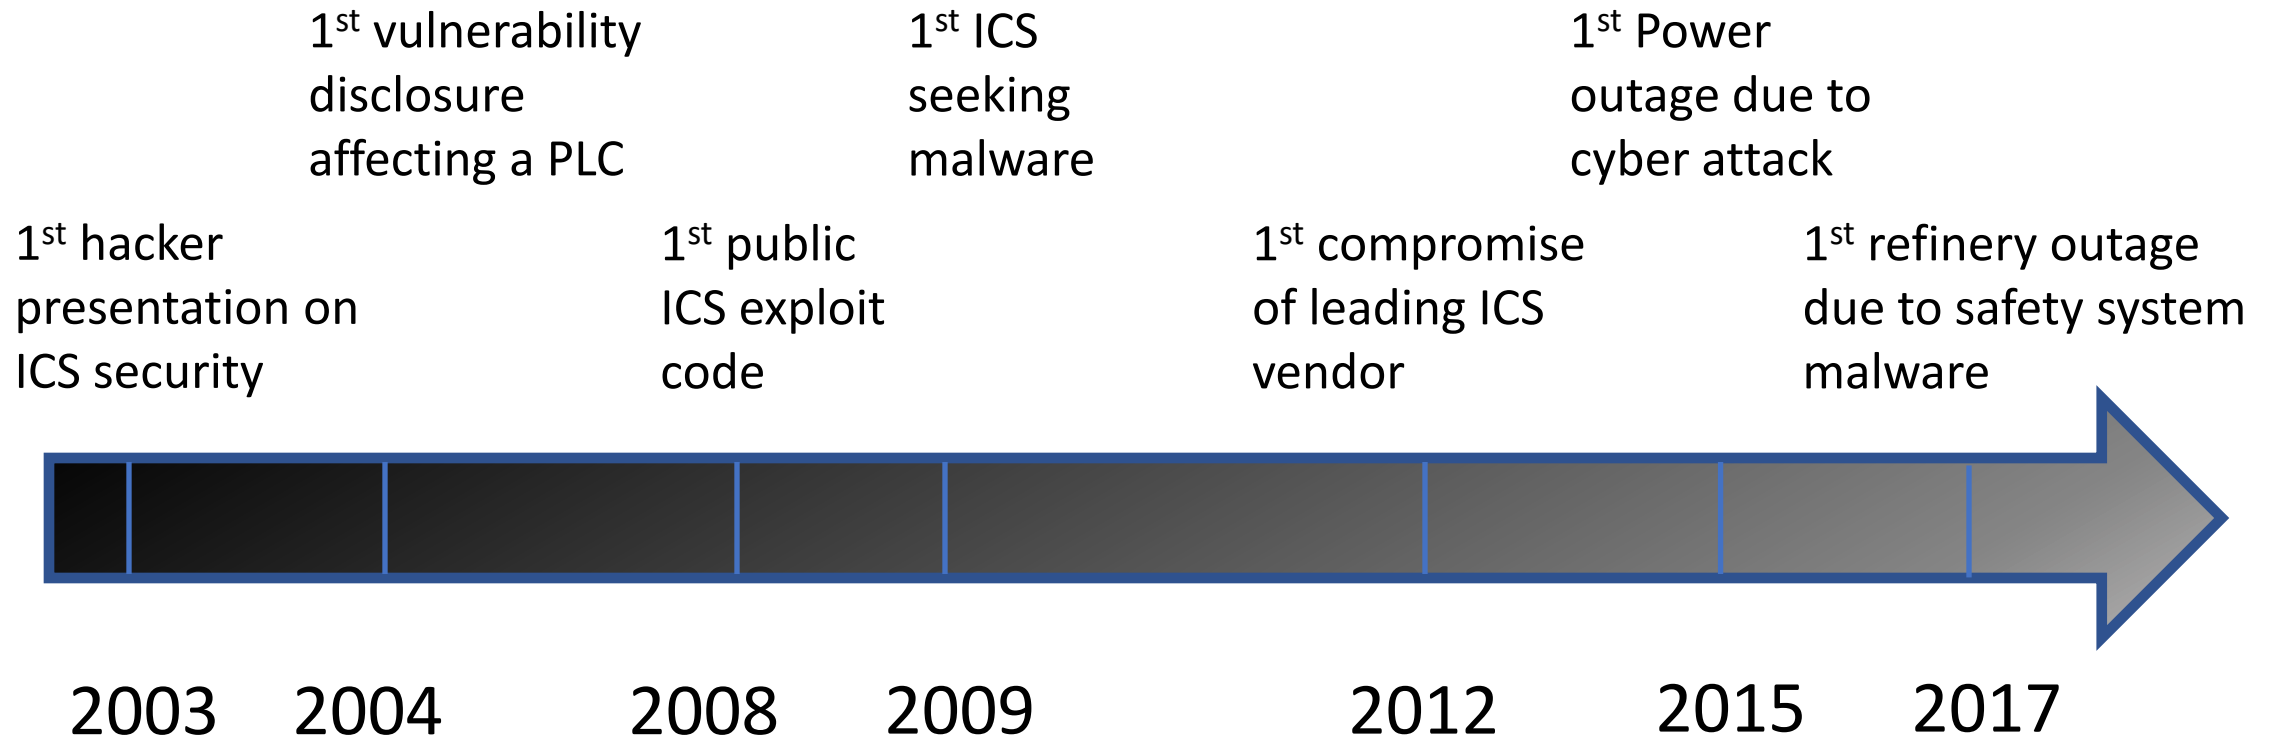 1st vulnerability
disclosure
affecting a PLC
1st ICS
seeking
malware
1st Power
outage due to
cyber attack
1st hacker
presentation on
ICS security
1st public
ICS exploit
code
1st compromise
of leading ICS
vendor
1st refinery outage
due to safety system
malware
2003 2004 2008 2009 2012 2015 2017